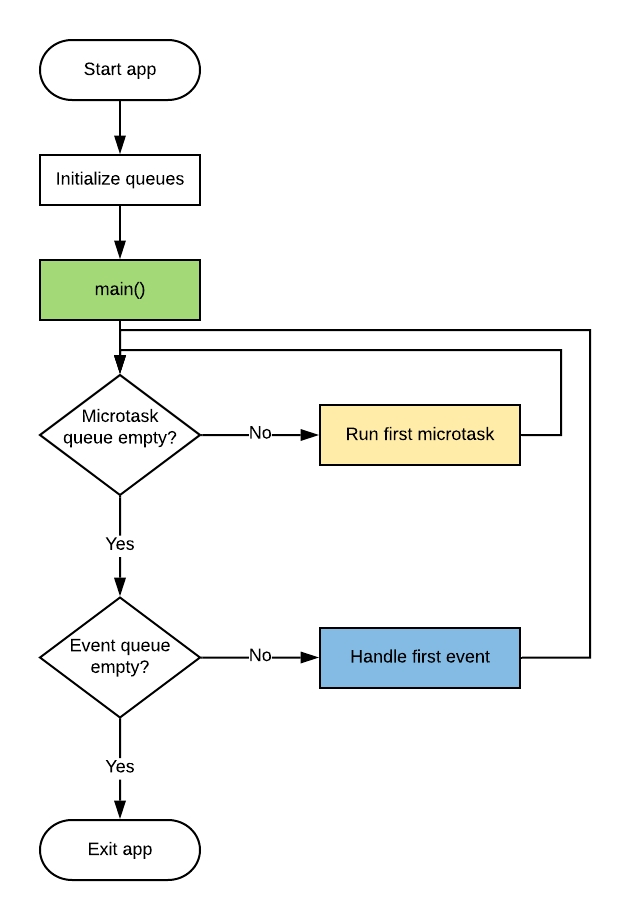 Start app
Initialize queues
main()
Microtask
queue empty?
No
Run first microtask
Yes
Event queue
empty?
No
Handle first event
Yes
Exit app